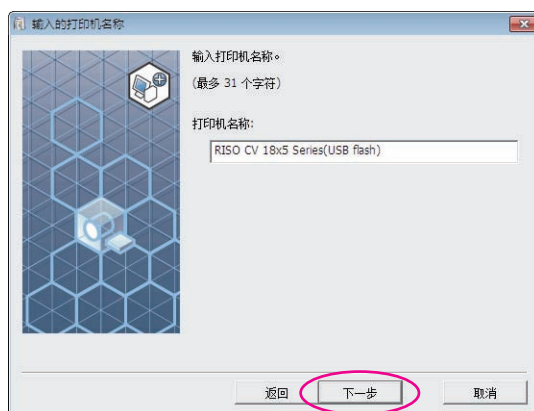 输入的打印机名称
输入打印机名称。
(最多 31 个字符)
打印机名称:
RISO CV 18x5 Series(USB flash)
返回
下一步
取消